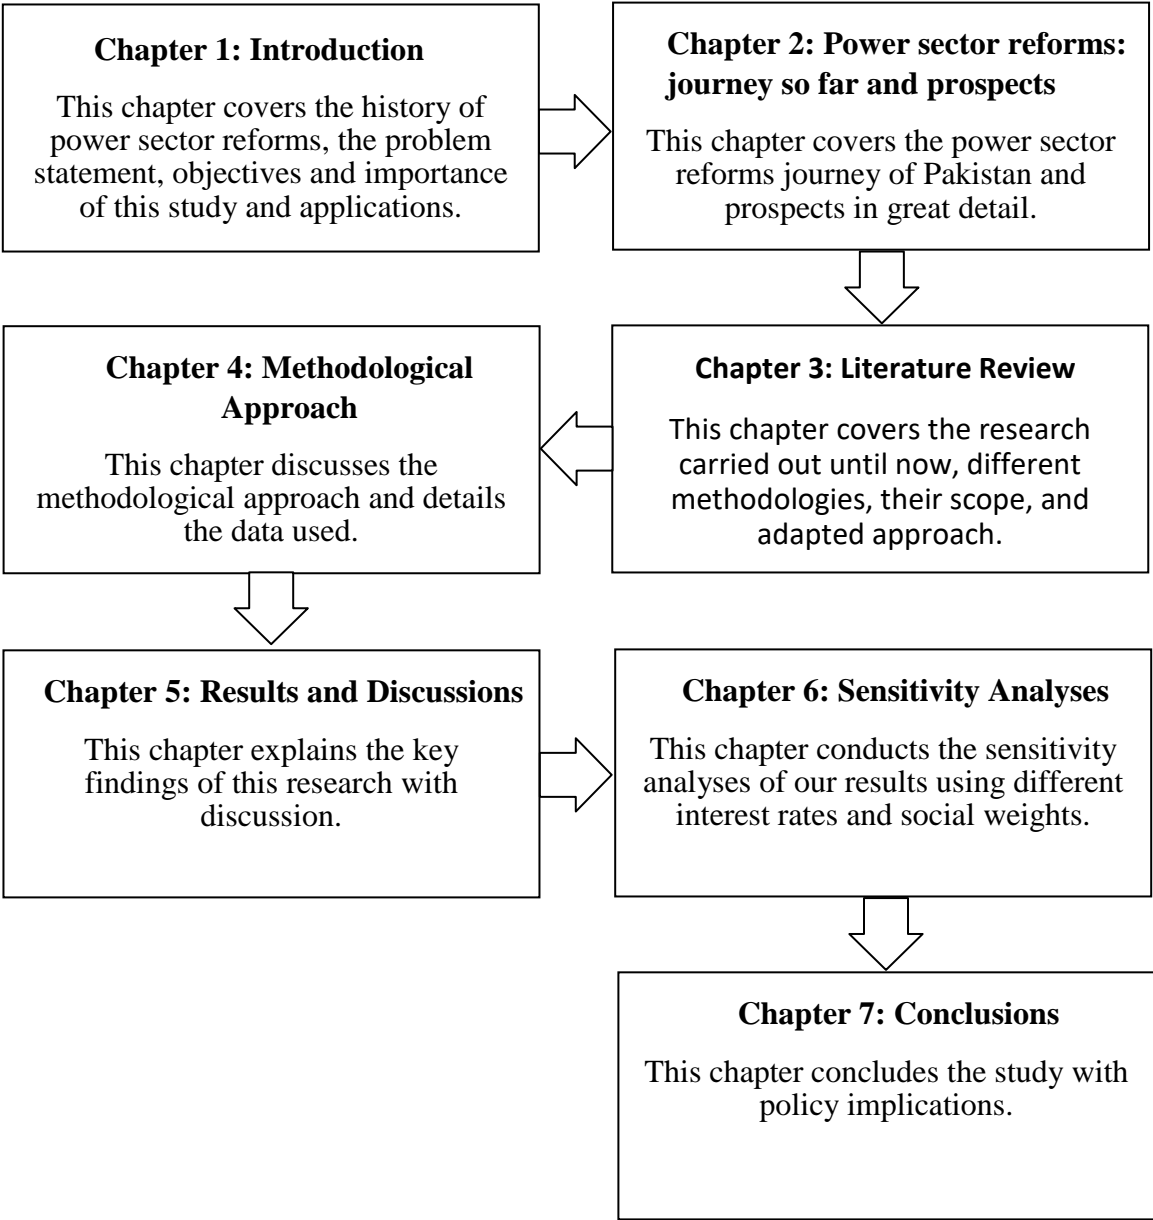 Chapter 1: Introduction
This chapter covers the history of
power sector reforms, the problem
statement, objectives and importance
of this study and applications.
Chapter 2: Power sector reforms:
journey so far and prospects
This chapter covers the power sector
reforms journey of Pakistan and
prospects in great detail.
Chapter 3: Literature Review
This chapter covers the research
carried out until now, different
methodologies, their scope, and
adapted approach.
Chapter 4: Methodological
Approach
This chapter discusses the
methodological approach and details
the data used.
Chapter 5: Results and Discussions
This chapter explains the key
findings of this research with
discussion.
Chapter 6: Sensitivity Analyses
This chapter conducts the sensitivity
analyses of our results using different
interest rates and social weights.
Chapter 7: Conclusions
This chapter concludes the study with
policy implications.